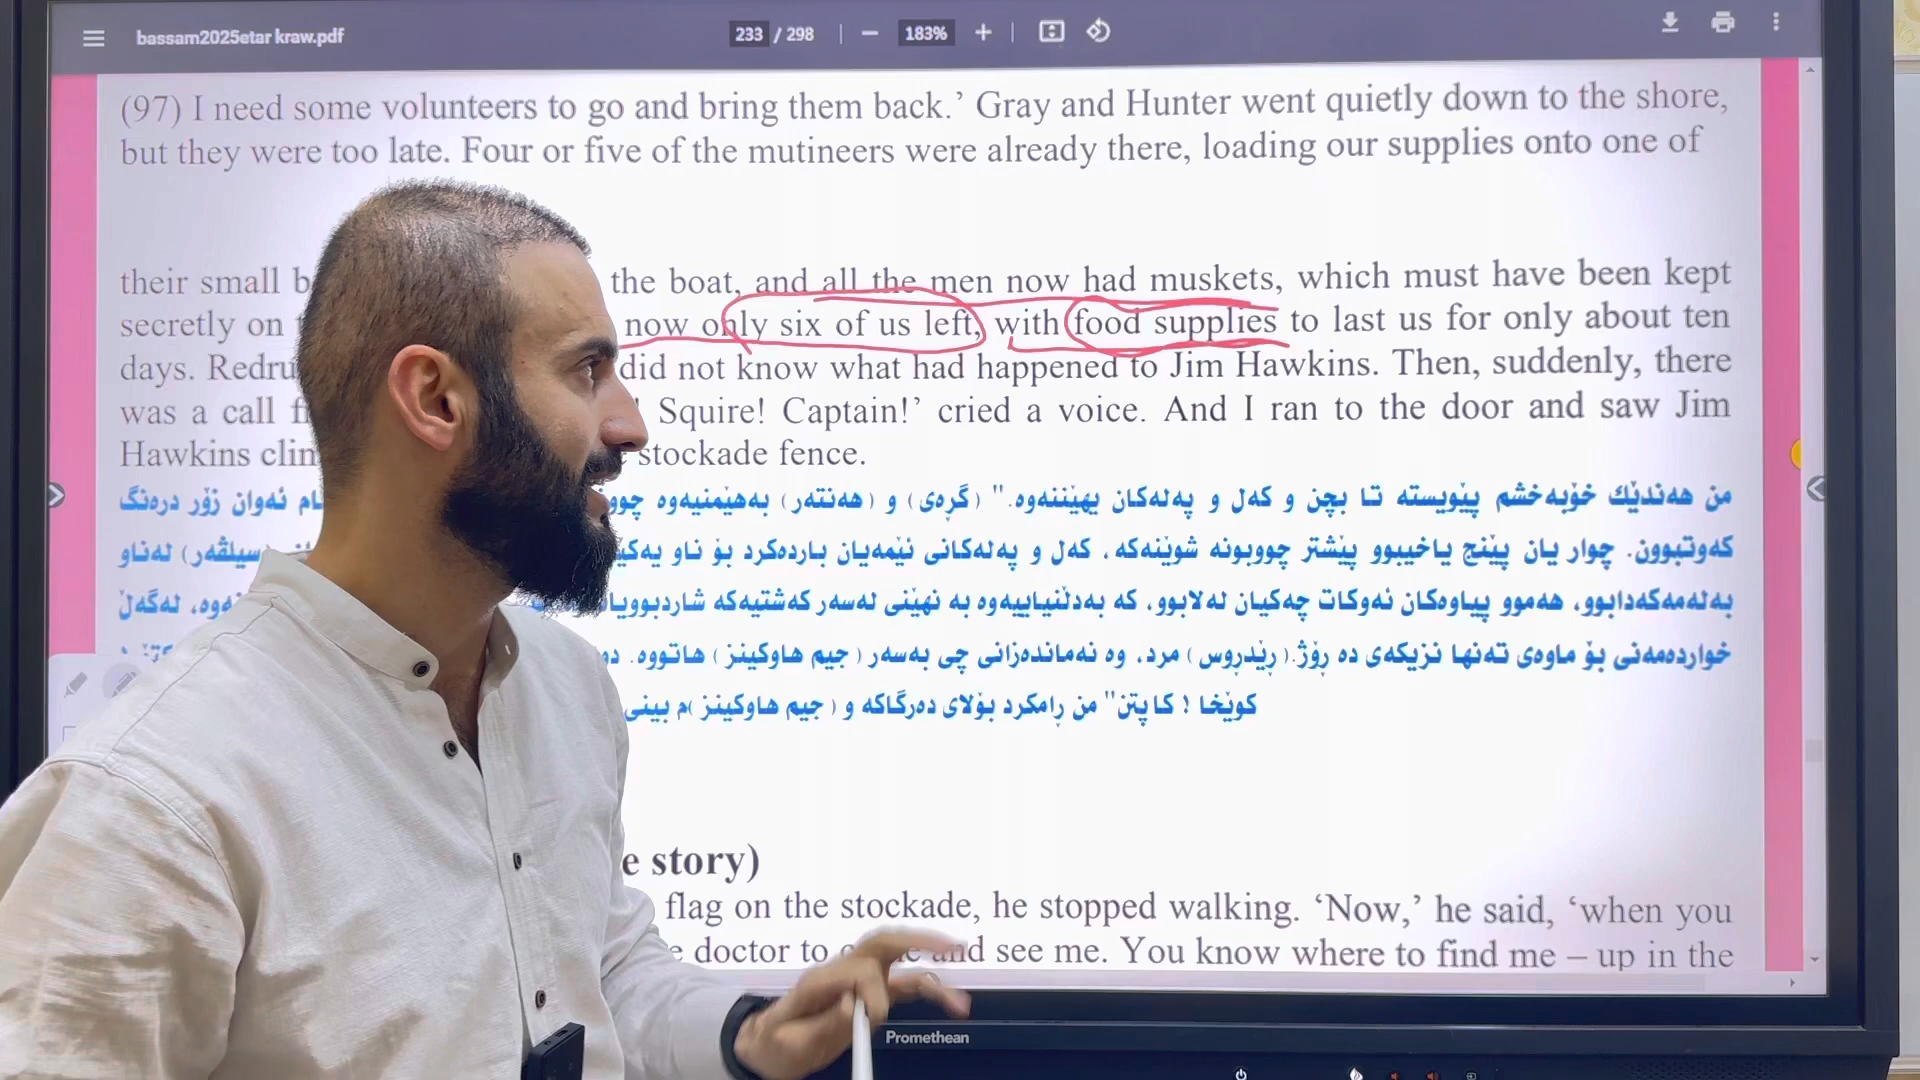 bassam2025etar kraw.pdf
233 / 298
183%
(97) I need some volunteers to go and bring them back.’ Gray and Hunter went quietly down to the shore,
but they were too late. Four or five of the mutineers were already there, loading our supplies onto one of
their small the boat, and all the men now had muskets, which must have been kept
secretly on now only six of us left, with food supplies to last us for only about ten
days. did not know what had happened to Jim Hawkins. Then, suddenly, there
was a call Squire! Captain!’ cried a voice. And I ran to the door and saw Jim
Hawkins stockade fence.
من هەندێك خۆبەخشم پێویستە تا بچن و کەل و پەلەکان بهێننەوە." (گرەی) و (هەنتەر) بەهێمنیەوە ئەوان زۆر درەنگ
کەوتبوون. چوار یان پێنج یاخیبوو پێشتر چووبونە شوێنەکە، کەل و پەلەکانی ئێمەیان باردەکرد بۆ ناو (سیلڤەر) لەناو
بەلەمەکەدابوو، هەموو پیاوەکان ئەوکات چەکیان لەلابوو، کە بەدڵنیاییەوە بە نهێنی لەسەر کەشتیەکە لەگەڵ
خواردەمەنی بۆ ماوەی تەنها نزیکەی دە ڕۆژ.(ڕێدروس) مرد، وە نەماندەزانی چی بەسەر (جیم هاوکینز) هاتووە.
کوێخا ! کاپتن" من ڕامکرد بۆلای دەرگاکە و (جیم هاوکینز)م بینی
story)
flag on the stockade, he stopped walking. ‘Now,’ he said, ‘when you
doctor to and see me. You know where to find me – up in the
Promethean